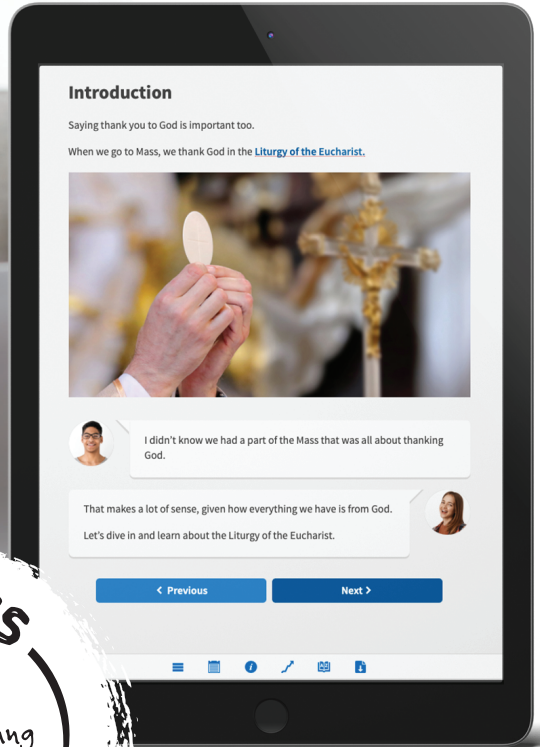 Introduction
Saying thank you to God is important too.
When we go to Mass, we thank God in the Liturgy of the Eucharist.
I didn't know we had a part of the Mass that was all about thanking
God.
That makes a lot of sense, given how everything we have is from God.
Let's dive in and learn about the Liturgy of the Eucharist.
< Previous
Next >